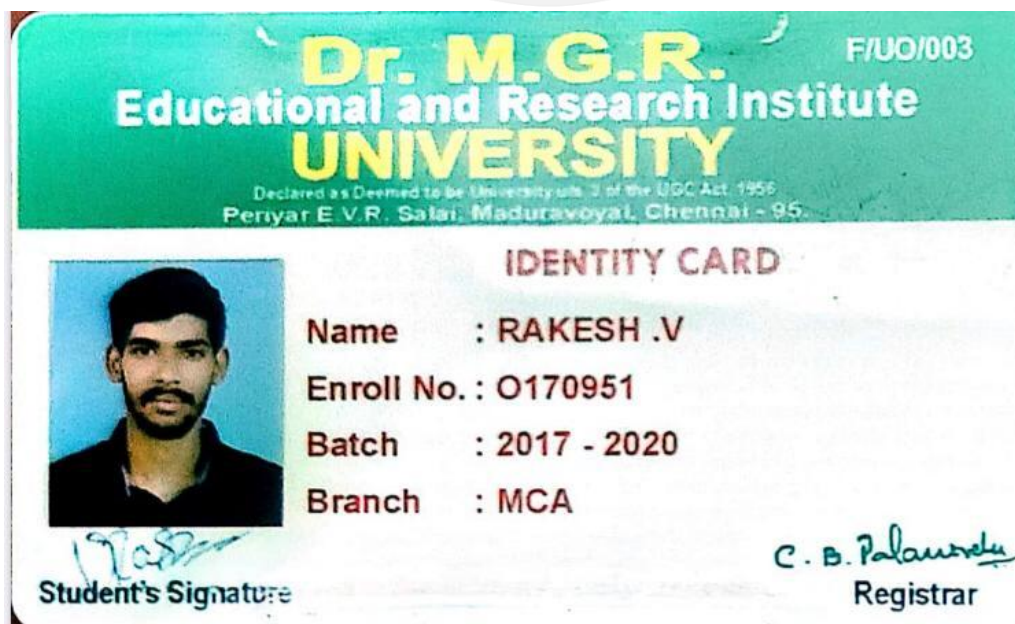 F/UO/003
Dr. M.G.R.
Educational and Research Institute
UNIVERSITY
Declared as Deemed to be University u/s 3 of the UGC Act. 1956
Periyar E.V.R. Salai, Maduravoyal, Chennai - 95.
IDENTITY CARD
Name : RAKESH .V
Enroll No. : O170951
Batch : 2017 - 2020
Branch : MCA
C. B. Palanivelu
Student's Signature
Registrar